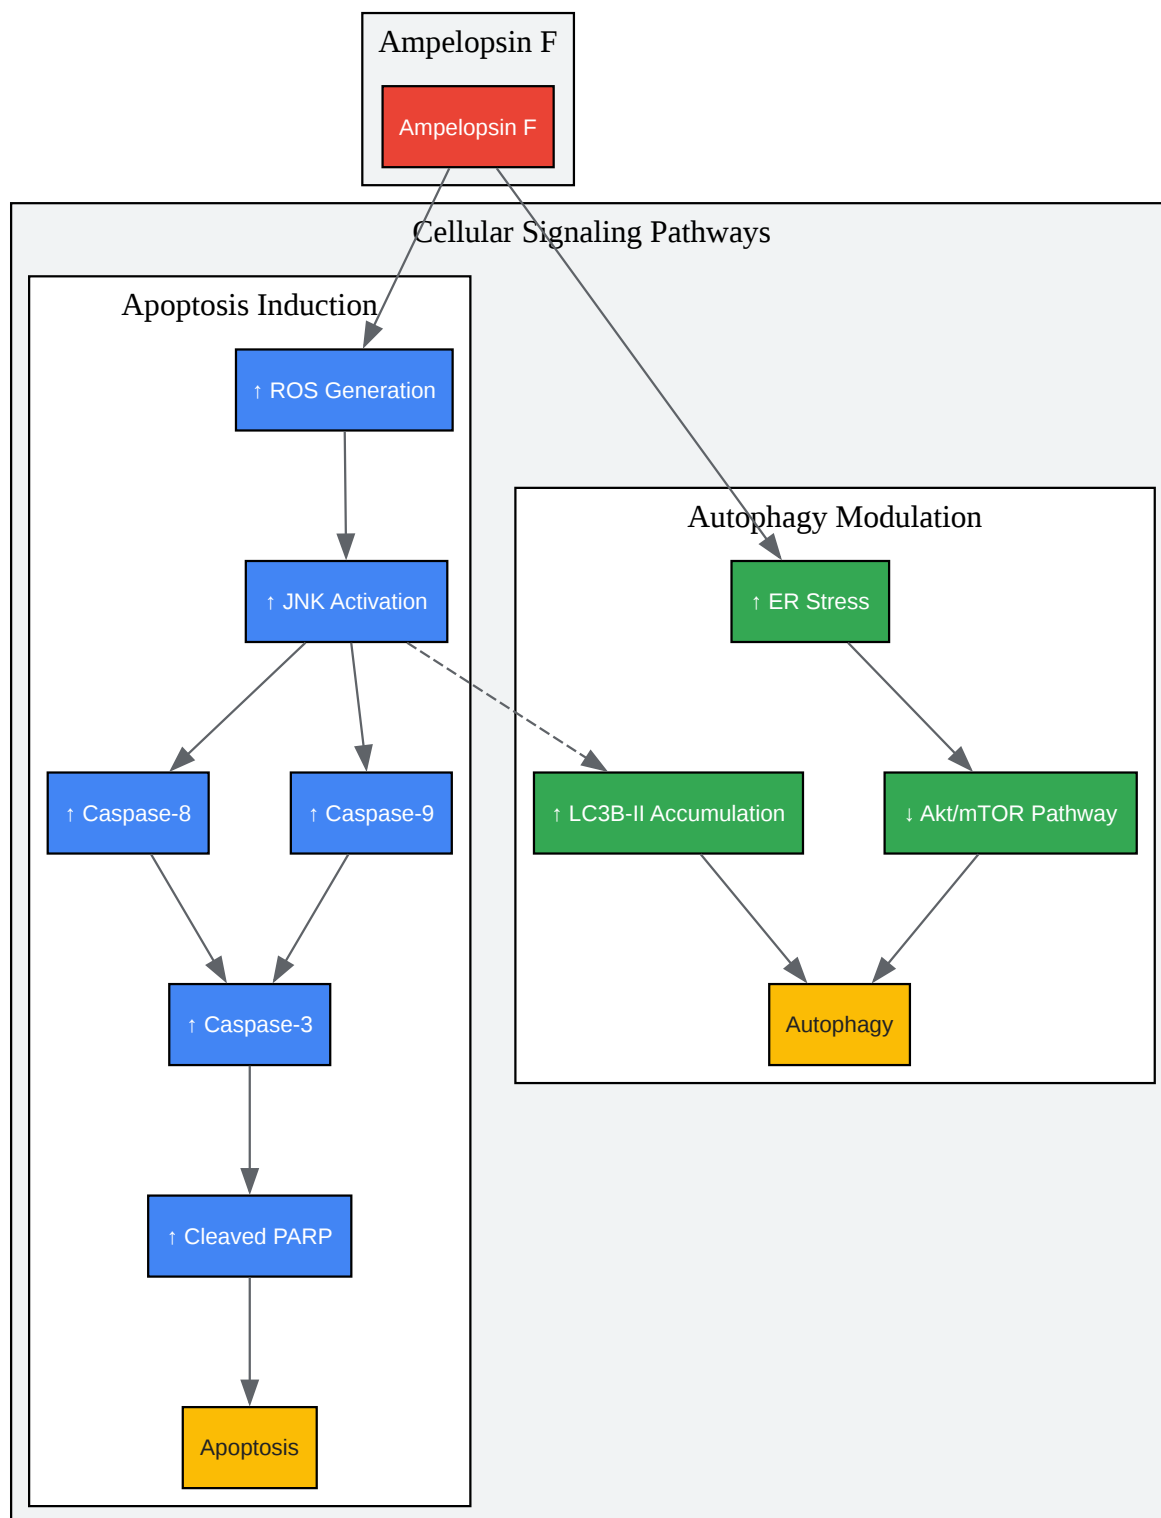 Ampelopsin F
Ampelopsin F
Cellular Signaling Pathways
Apoptosis Induction
↑ ROS Generation
Autophagy Modulation
↑ JNK Activation
↑ ER Stress
↑ Caspase-8
↑ Caspase-9
↑ LC3B-II Accumulation
↓ Akt/mTOR Pathway
↑ Caspase-3
Autophagy
↑ Cleaved PARP
Apoptosis